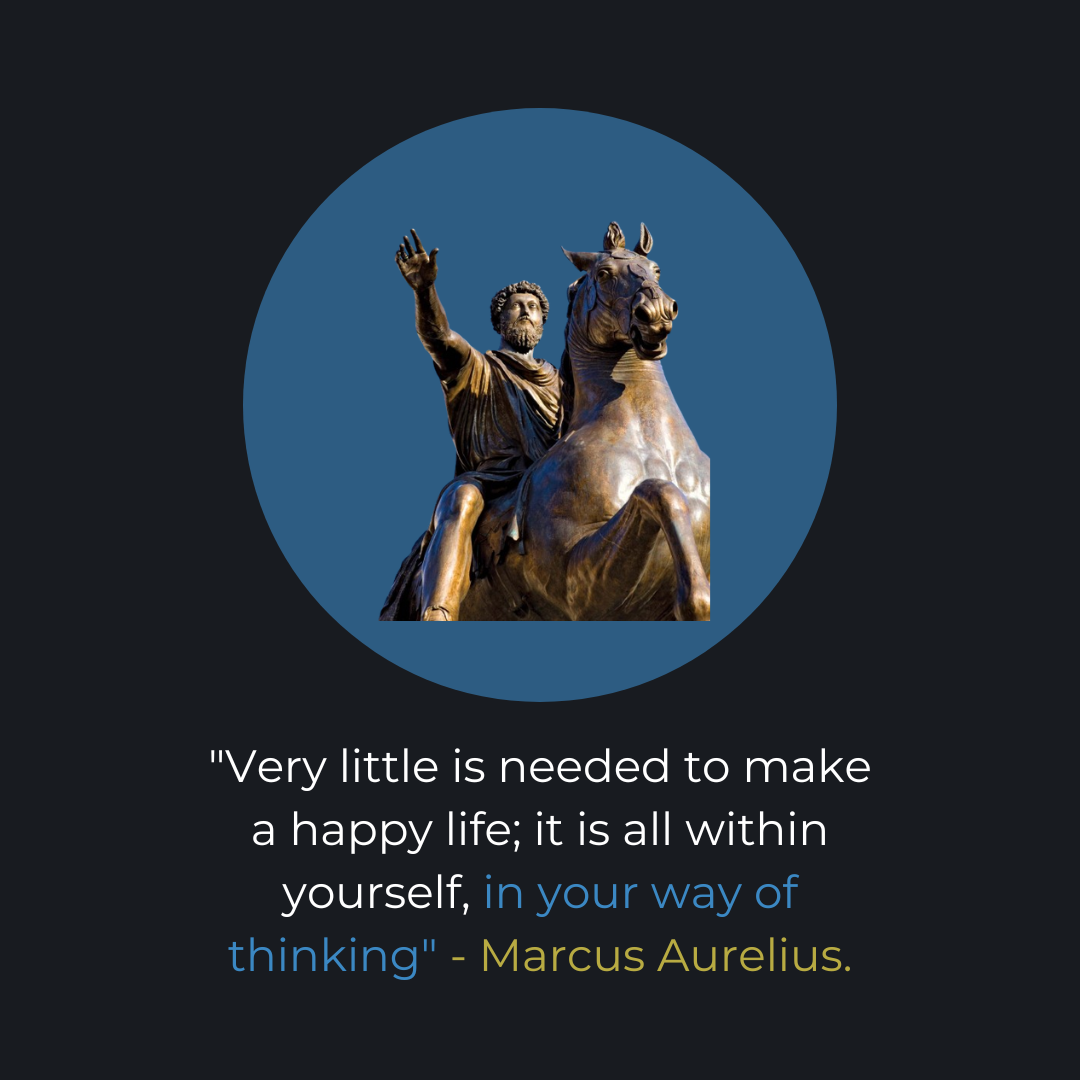 "Very little is needed to make
a happy life; it is all within
yourself, in your way of
thinking" - Marcus Aurelius.